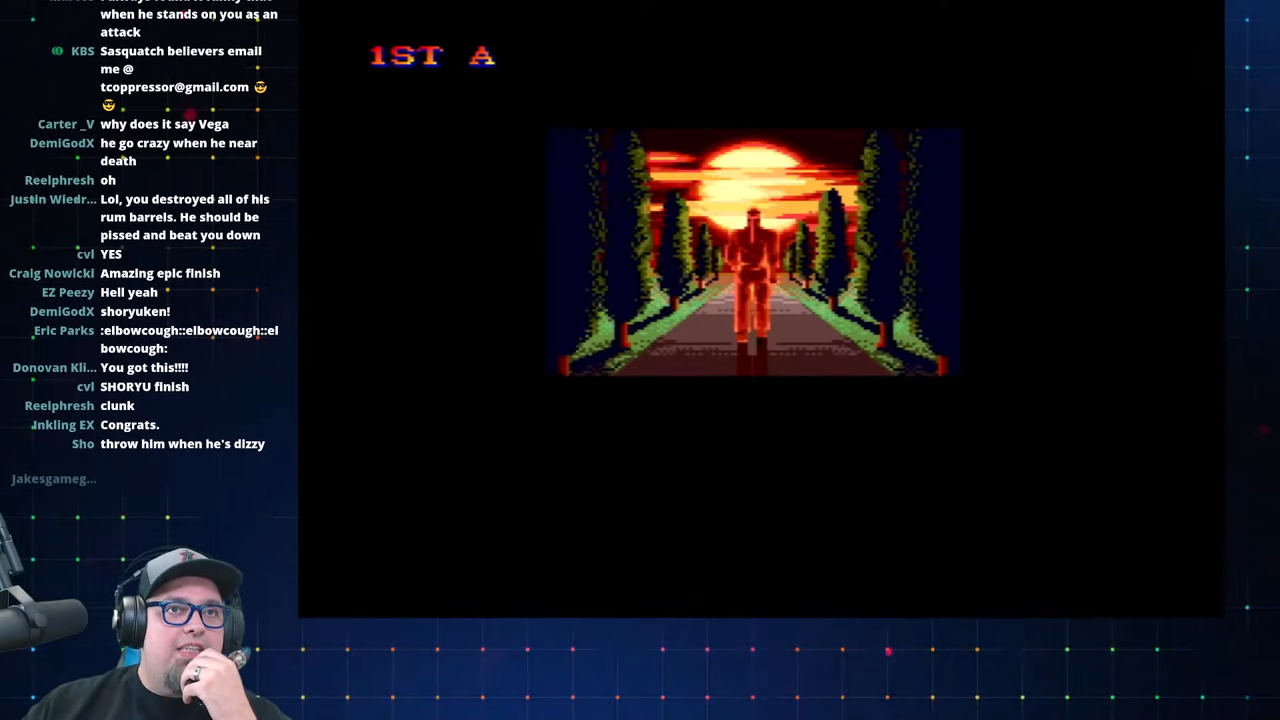 when he stands on you as an
attack
KBS Sasquatch believers email
me @
tcoppressor@gmail.com 😎
😎
Carter _V why does it say Vega
DemiGodX he go crazy when he near
death
Reelphresh oh
Justin Wiedr... Lol, you destroyed all of his
rum barrels. He should be
pissed and beat you down
cvl YES
Craig Nowicki Amazing epic finish
EZ Peezy Hell yeah
DemiGodX shoryuken!
Eric Parks :elbowcough::elbowcough::el
bowcough:
Donovan Kli... You got this!!!!
cvl SHORYU finish
Reelphresh clunk
Inkling EX Congrats.
Sho throw him when he's dizzy
Jakesgameg...
1ST A